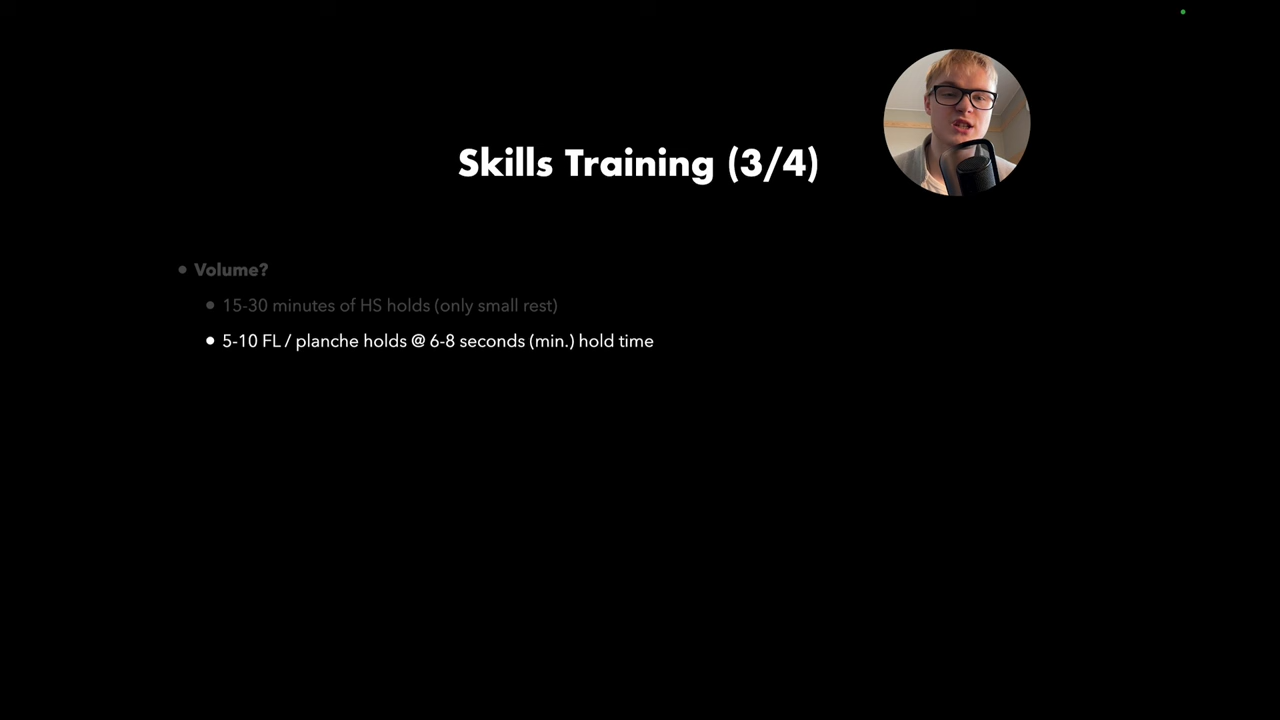 Skills Training (3/4)
• Volume?
• 15-30 minutes of HS holds (only small rest)
• 5-10 FL / planche holds @ 6-8 seconds (min.) hold time